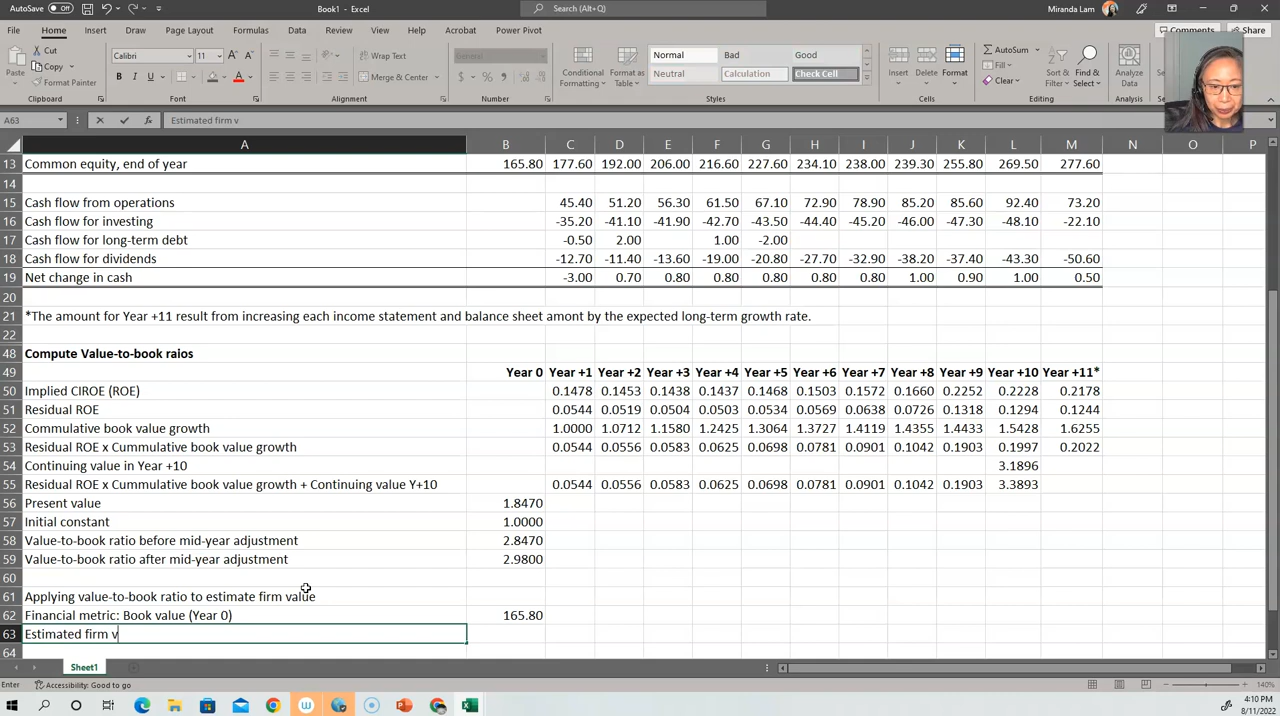 AutoSave Off Book1 - Excel Search (Alt+Q) Miranda Lam
File Home Insert Draw Page Layout Formulas Data Review View Help Acrobat Power Pivot Comments Share
Cut Calibri 11 Wrap Text General Normal Bad Good AutoSum
Paste Copy Fill
Format Painter Merge & Center Conditional Formatting Format as Table Neutral Calculation Check Cell Insert Delete Format Clear Sort & Filter Find & Select Analyze Data
Clipboard Font Alignment Number Styles Cells Editing Analysis
A63 fx Estimated firm v
A B C D E F G H I J K L M N O P
13 Common equity, end of year 165.80 177.60 192.00 206.00 216.60 227.60 234.10 238.00 239.30 255.80 269.50 277.60
14
15 Cash flow from operations 45.40 51.20 56.30 61.50 67.10 72.90 78.90 85.20 85.60 92.40 73.20
16 Cash flow for investing -35.20 -41.10 -41.90 -42.70 -43.50 -44.40 -45.20 -46.00 -47.30 -48.10 -22.10
17 Cash flow for long-term debt -0.50 2.00 1.00 -2.00
18 Cash flow for dividends -12.70 -11.40 -13.60 -19.00 -20.80 -27.70 -32.90 -38.20 -37.40 -43.30 -50.60
19 Net change in cash -3.00 0.70 0.80 0.80 0.80 0.80 0.80 1.00 0.90 1.00 0.50
20
21 *The amount for Year +11 result from increasing each income statement and balance sheet amont by the expected long-term growth rate.
22
48 Compute Value-to-book raios
49 Year 0 Year +1 Year +2 Year +3 Year +4 Year +5 Year +6 Year +7 Year +8 Year +9 Year +10 Year +11*
50 Implied CIROE (ROE) 0.1478 0.1453 0.1438 0.1437 0.1468 0.1503 0.1572 0.1660 0.2252 0.2228 0.2178
51 Residual ROE 0.0544 0.0519 0.0504 0.0503 0.0534 0.0569 0.0638 0.0726 0.1318 0.1294 0.1244
52 Commulative book value growth 1.0000 1.0712 1.1580 1.2425 1.3064 1.3727 1.4119 1.4355 1.4433 1.5428 1.6255
53 Residual ROE x Cummulative book value growth 0.0544 0.0556 0.0583 0.0625 0.0698 0.0781 0.0901 0.1042 0.1903 0.1997 0.2022
54 Continuing value in Year +10 3.1896
55 Residual ROE x Cummulative book value growth + Continuing value Y+10 0.0544 0.0556 0.0583 0.0625 0.0698 0.0781 0.0901 0.1042 0.1903 3.3893
56 Present value 1.8470
57 Initial constant 1.0000
58 Value-to-book ratio before mid-year adjustment 2.8470
59 Value-to-book ratio after mid-year adjustment 2.9800
60
61 Applying value-to-book ratio to estimate firm value
62 Financial metric: Book value (Year 0) 165.80
63 Estimated firm v
64
Sheet1
Enter Accessibility: Good to go 140%
4:10 PM
8/11/2022